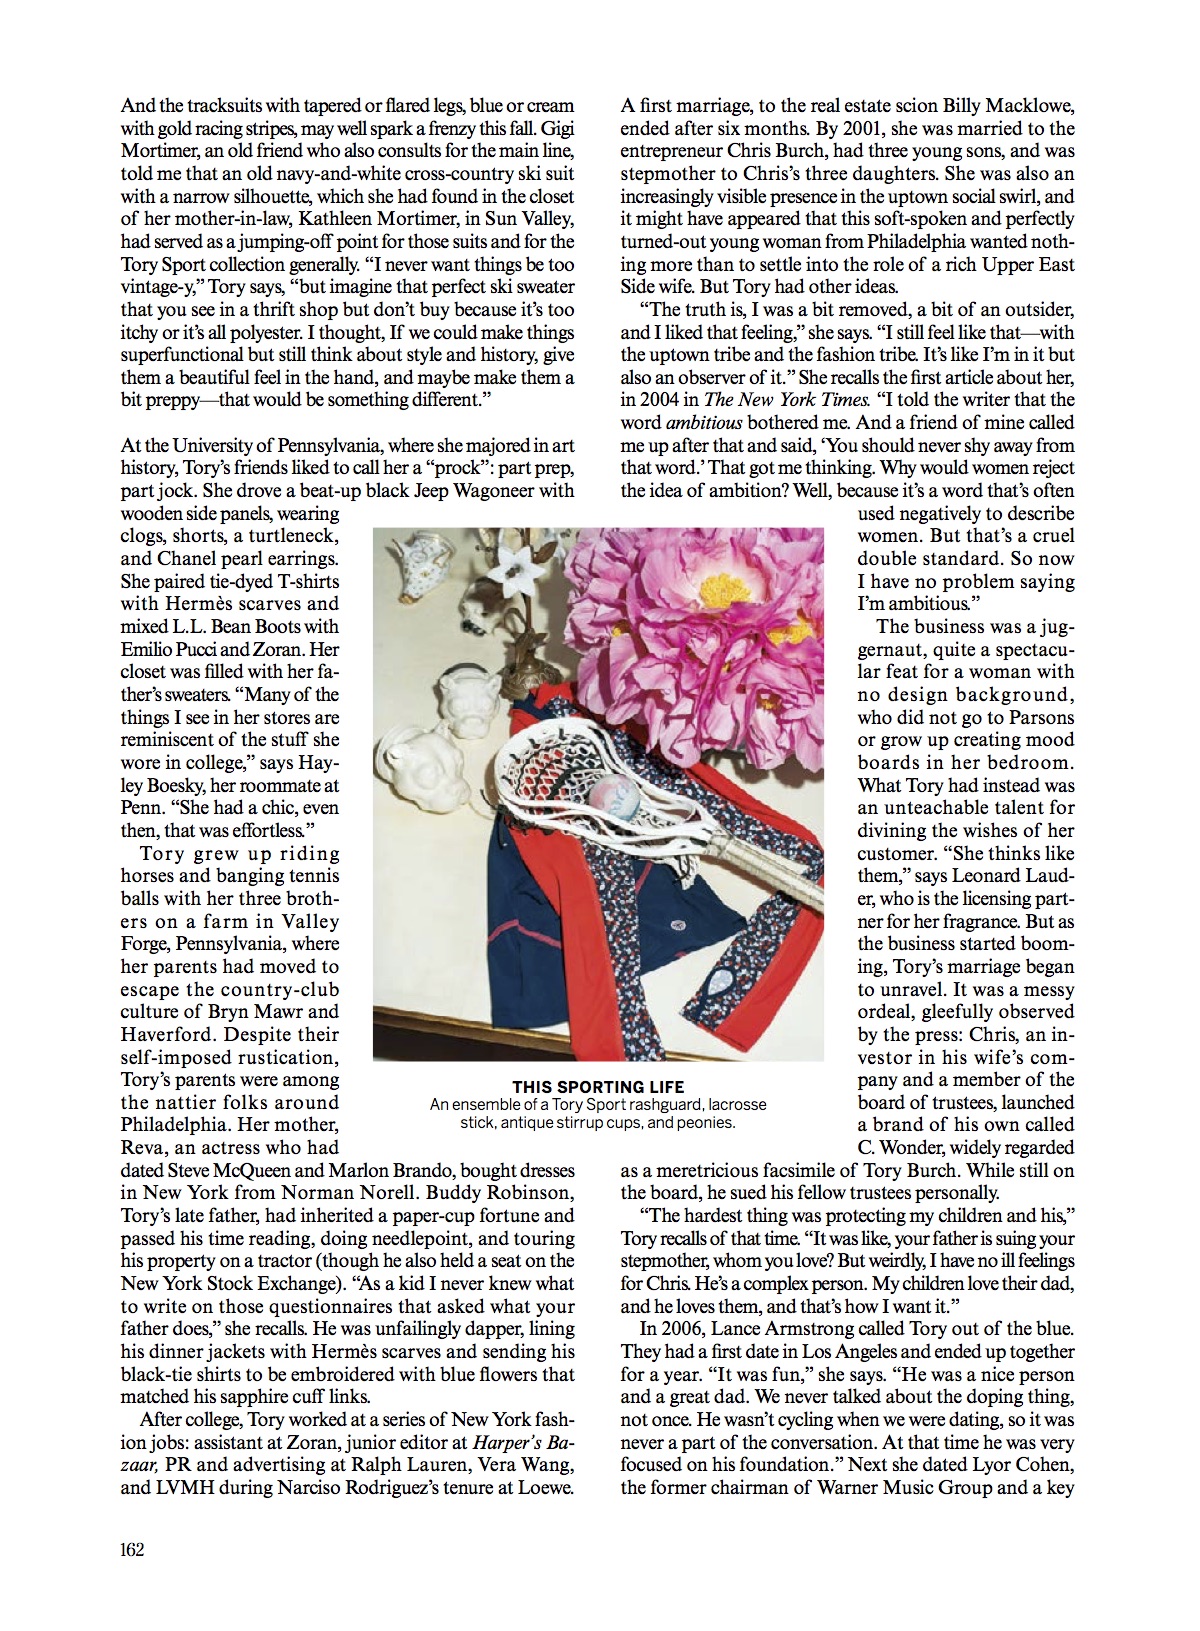 And the tracksuits with tapered or flared legs, blue or cream
with gold racing stripes, may well spark a frenzy this fall. Gigi
Mortimer, an old friend who also consults for the main line,
told me that an old navy-and-white cross-country ski suit
with a narrow silhouette, which she had found in the closet
of her mother-in-law, Kathleen Mortimer, in Sun Valley,
had served as a jumping-off point for those suits and for the
Tory Sport collection generally. “I never want things be too
vintage-y,” Tory says, “but imagine that perfect ski sweater
that you see in a thrift shop but don’t buy because it’s too
itchy or it’s all polyester. I thought, If we could make things
superfunctional but still think about style and history, give
them a beautiful feel in the hand, and maybe make them a
bit preppy—that would be something different.”
At the University of Pennsylvania, where she majored in art
history, Tory’s friends liked to call her a “prock”: part prep,
part jock. She drove a beat-up black Jeep Wagoneer with
wooden side panels, wearing
clogs, shorts, a turtleneck,
and Chanel pearl earrings.
She paired tie-dyed T-shirts
with Hermès scarves and
mixed L.L. Bean Boots with
Emilio Pucci and Zoran. Her
closet was filled with her fa-
ther’s sweaters. “Many of the
things I see in her stores are
reminiscent of the stuff she
wore in college,” says Hay-
ley Boesky, her roommate at
Penn. “She had a chic, even
then, that was effortless.”
Tory grew up riding
horses and banging tennis
balls with her three broth-
ers on a farm in Valley
Forge, Pennsylvania, where
her parents had moved to
escape the country-club
culture of Bryn Mawr and
Haverford. Despite their
self-imposed rustication,
Tory’s parents were among
the nattier folks around
Philadelphia. Her mother,
Reva, an actress who had
dated Steve McQueen and Marlon Brando, bought dresses
in New York from Norman Norell. Buddy Robinson,
Tory’s late father, had inherited a paper-cup fortune and
passed his time reading, doing needlepoint, and touring
his property on a tractor (though he also held a seat on the
New York Stock Exchange). “As a kid I never knew what
to write on those questionnaires that asked what your
father does,” she recalls. He was unfailingly dapper, lining
his dinner jackets with Hermès scarves and sending his
black-tie shirts to be embroidered with blue flowers that
matched his sapphire cuff links.
After college, Tory worked at a series of New York fash-
ion jobs: assistant at Zoran, junior editor at Harper’s Ba-
zaar, PR and advertising at Ralph Lauren, Vera Wang,
and LVMH during Narciso Rodriguez’s tenure at Loewe.
A first marriage, to the real estate scion Billy Macklowe,
ended after six months. By 2001, she was married to the
entrepreneur Chris Burch, had three young sons, and was
stepmother to Chris’s three daughters. She was also an
increasingly visible presence in the uptown social swirl, and
it might have appeared that this soft-spoken and perfectly
turned-out young woman from Philadelphia wanted noth-
ing more than to settle into the role of a rich Upper East
Side wife. But Tory had other ideas.
“The truth is, I was a bit removed, a bit of an outsider,
and I liked that feeling,” she says. “I still feel like that—with
the uptown tribe and the fashion tribe. It’s like I’m in it but
also an observer of it.” She recalls the first article about her,
in 2004 in The New York Times. “I told the writer that the
word ambitious bothered me. And a friend of mine called
me up after that and said, ‘You should never shy away from
that word.’ That got me thinking. Why would women reject
the idea of ambition? Well, because it’s a word that’s often
used negatively to describe
women. But that’s a cruel
double standard. So now
I have no problem saying
I’m ambitious.”
The business was a jug-
gernaut, quite a spectacu-
lar feat for a woman with
no design background,
who did not go to Parsons
or grow up creating mood
boards in her bedroom.
What Tory had instead was
an unteachable talent for
divining the wishes of her
customer. “She thinks like
them,” says Leonard Laud-
er, who is the licensing part-
ner for her fragrance. But as
the business started boom-
ing, Tory’s marriage began
to unravel. It was a messy
ordeal, gleefully observed
by the press: Chris, an in-
vestor in his wife’s com-
pany and a member of the
board of trustees, launched
a brand of his own called
C. Wonder, widely regarded
as a meretricious facsimile of Tory Burch. While still on
the board, he sued his fellow trustees personally.
“The hardest thing was protecting my children and his,”
Tory recalls of that time. “It was like, your father is suing your
stepmother, whom you love? But weirdly, I have no ill feelings
for Chris. He’s a complex person. My children love their dad,
and he loves them, and that’s how I want it.”
In 2006, Lance Armstrong called Tory out of the blue.
They had a first date in Los Angeles and ended up together
for a year. “It was fun,” she says. “He was a nice person
and a great dad. We never talked about the doping thing,
not once. He wasn’t cycling when we were dating, so it was
never a part of the conversation. At that time he was very
focused on his foundation.” Next she dated Lyor Cohen,
the former chairman of Warner Music Group and a key
THIS SPORTING LIFE
An ensemble of a Tory Sport rashguard, lacrosse
stick, antique stirrup cups, and peonies.
162